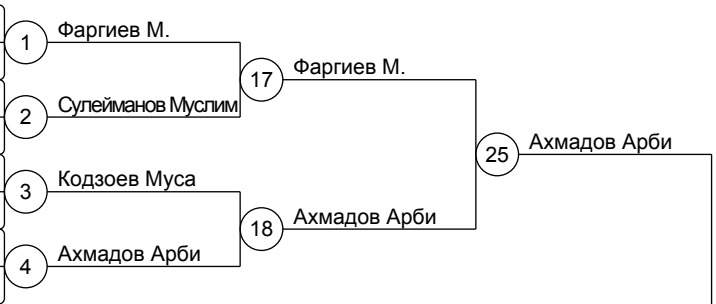 1 Фаргиев М.
17 Фаргиев М.
2 Сулейманов Муслим
25 Ахмадов Арби
3 Кодзоев Муса
18 Ахмадов Арби
4 Ахмадов Арби